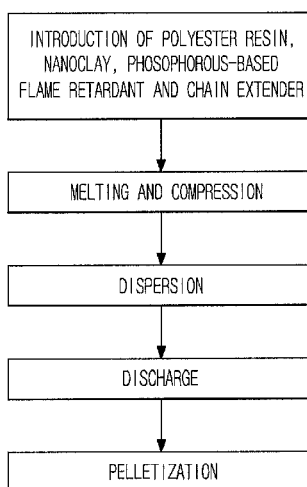 INTRODUCTION OF POLYESTER RESIN,
NANOCLAY, PHOSOPHOROUS-BASED
FLAME RETARDANT AND CHAIN EXTENDER
MELTING AND COMPRESSION
DISPERSION
DISCHARGE
PELLETIZATION